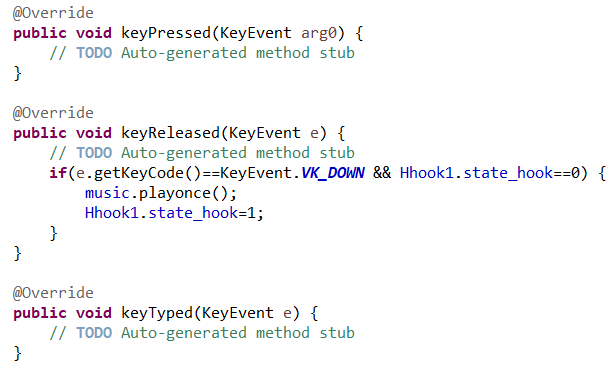 @Override
public void keyPressed(KeyEvent arg0) {
    // TODO Auto-generated method stub
}

@Override
public void keyReleased(KeyEvent e) {
    // TODO Auto-generated method stub
    if(e.getKeyCode()==KeyEvent.VK_DOWN && Hhook1.state_hook==0) {
        music.playonce();
        Hhook1.state_hook=1;
    }
}

@Override
public void keyTyped(KeyEvent e) {
    // TODO Auto-generated method stub
}